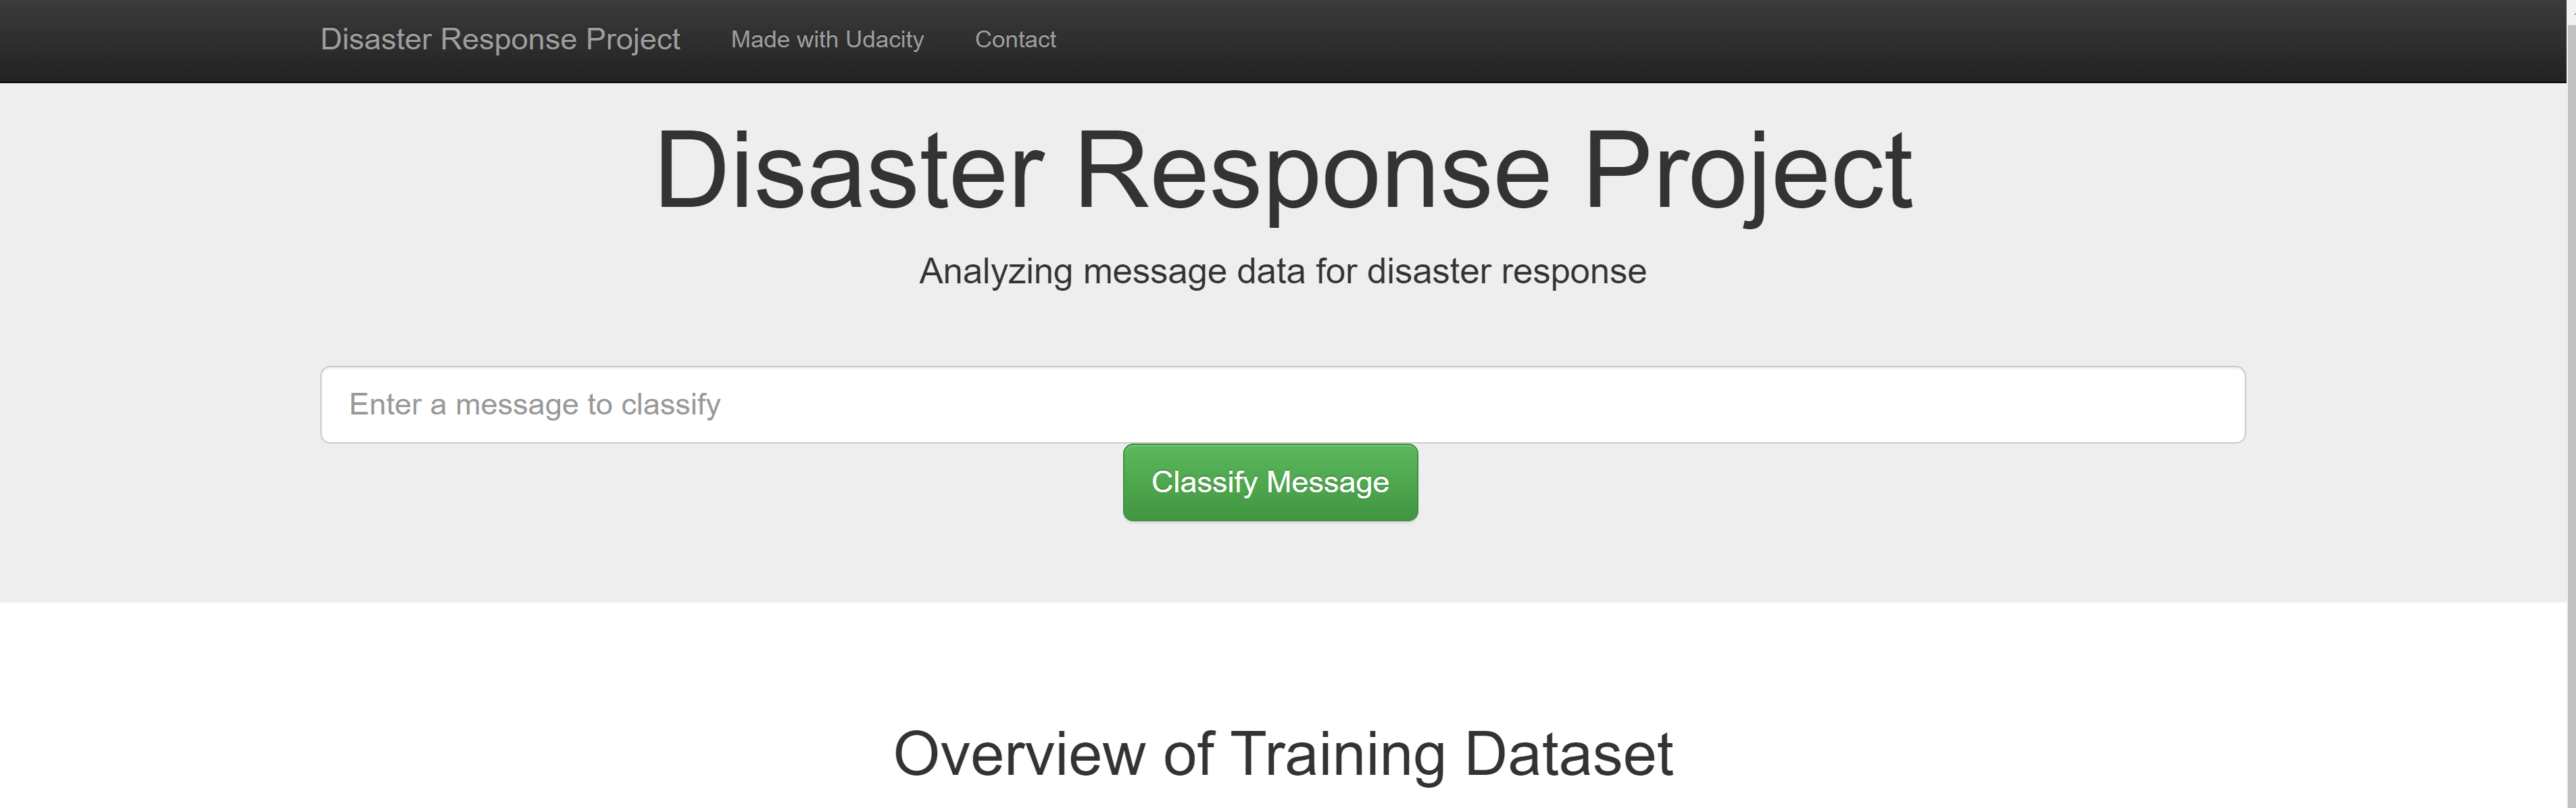 Disaster Response Project Made with Udacity Contact
Disaster Response Project
Analyzing message data for disaster response
Enter a message to classify
Classify Message
Overview of Training Dataset